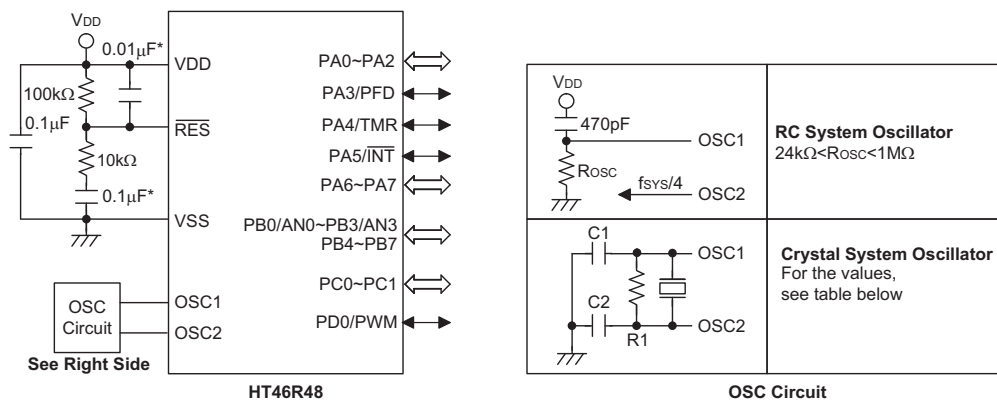 VDD
0.01μF*
100kΩ
0.1μF
10kΩ
0.1μF*
VDD
RES
VSS
OSC1
OSC2
OSC
Circuit
See Right Side
PA0~PA2
PA3/PFD
PA4/TMR
PA5/INT
PA6~PA7
PB0/AN0~PB3/AN3
PB4~PB7
PC0~PC1
PD0/PWM
HT46R48
VDD
470pF
OSC1
ROSC
fSYS/4
OSC2
RC System Oscillator
24kΩ<ROSC<1MΩ
C1
OSC1
C2
OSC2
R1
Crystal System Oscillator
For the values,
see table below
OSC Circuit